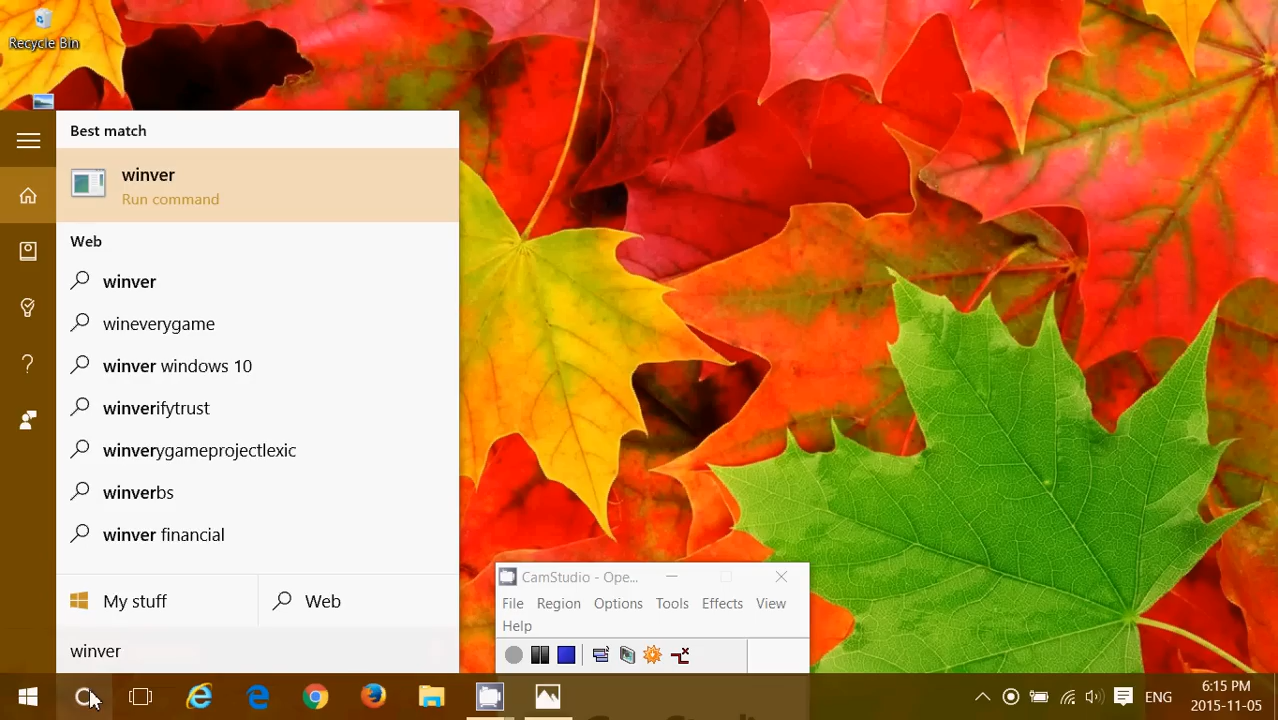 Recycle Bin
Best match
winver
Run command
Web
winver
wineverygame
winver windows 10
winverifytrust
winverygameprojectlexic
winverbs
winver financial
My stuff
Web
winver
CamStudio - Ope...
File Region Options Tools Effects View
Help
ENG
6:15 PM
2015-11-05